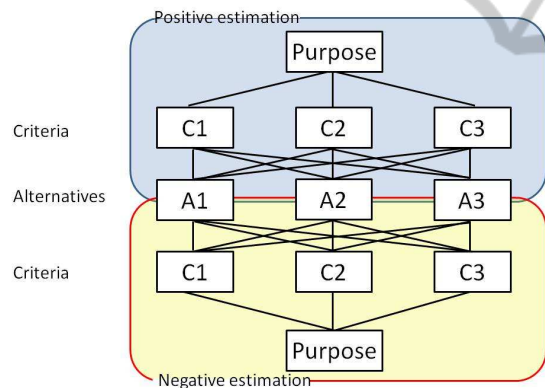 Positive estimation
Purpose
Criteria C1 C2 C3
Alternatives A1 A2 A3
Criteria C1 C2 C3
Purpose
Negative estimation